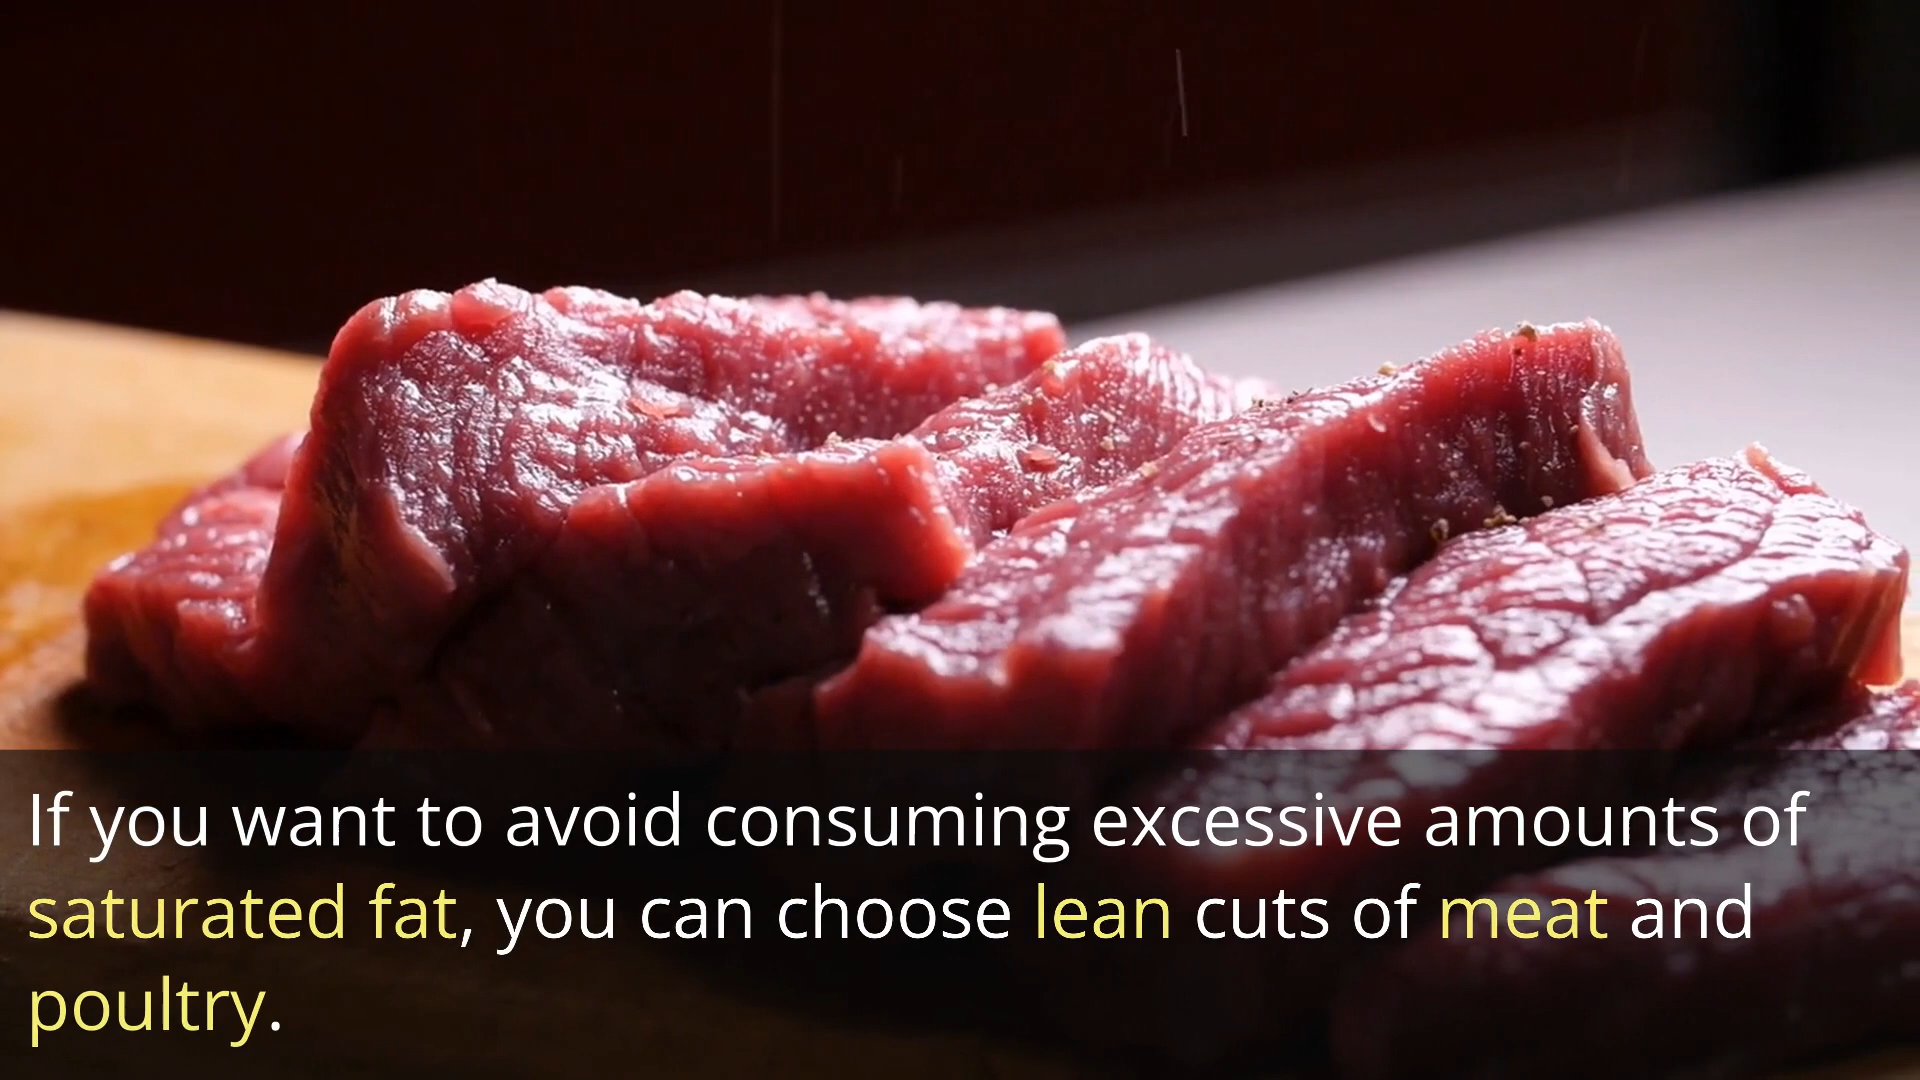 If you want to avoid consuming excessive amounts of
saturated fat, you can choose lean cuts of meat and
poultry.